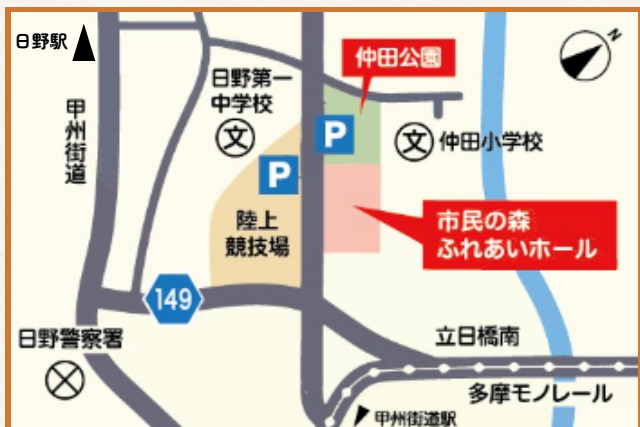 日野駅
N
甲州街道
日野第一
中学校
文
仲田公園
P
文
仲田小学校
P
陸上
競技場
市民の森
ふれあいホール
149
日野警察署
立日橋南
多摩モノレール
甲州街道駅